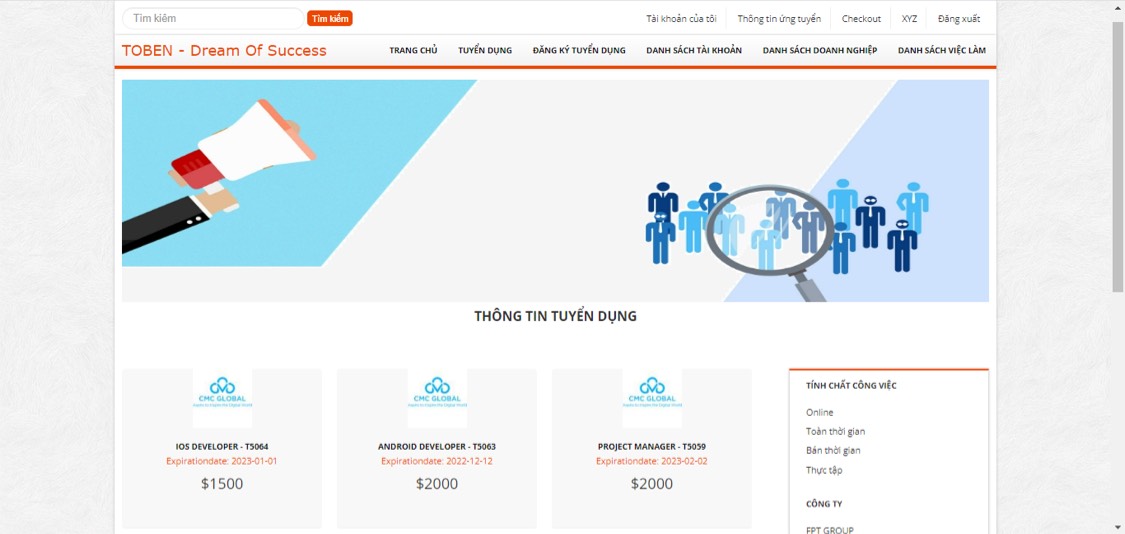 Tìm kiếm
Tìm kiếm
Tài khoản của tôi
Thông tin ứng tuyển
Checkout
XYZ
Đăng xuất
TOBEN - Dream Of Success
TRANG CHỦ
TUYỂN DỤNG
ĐĂNG KÝ TUYỂN DỤNG
DANH SÁCH TÀI KHOẢN
DANH SÁCH DOANH NGHIỆP
DANH SÁCH VIỆC LÀM
THÔNG TIN TUYỂN DỤNG
CMC GLOBAL
IOS DEVELOPER - T5064
Expirationdate: 2023-01-01
$1500
CMC GLOBAL
ANDROID DEVELOPER - T5063
Expirationdate: 2022-12-12
$2000
CMC GLOBAL
PROJECT MANAGER - T5059
Expirationdate: 2023-02-02
$2000
TÍNH CHẤT CÔNG VIỆC
Online
Toàn thời gian
Bán thời gian
Thực tập
CÔNG TY
FPT GROUP